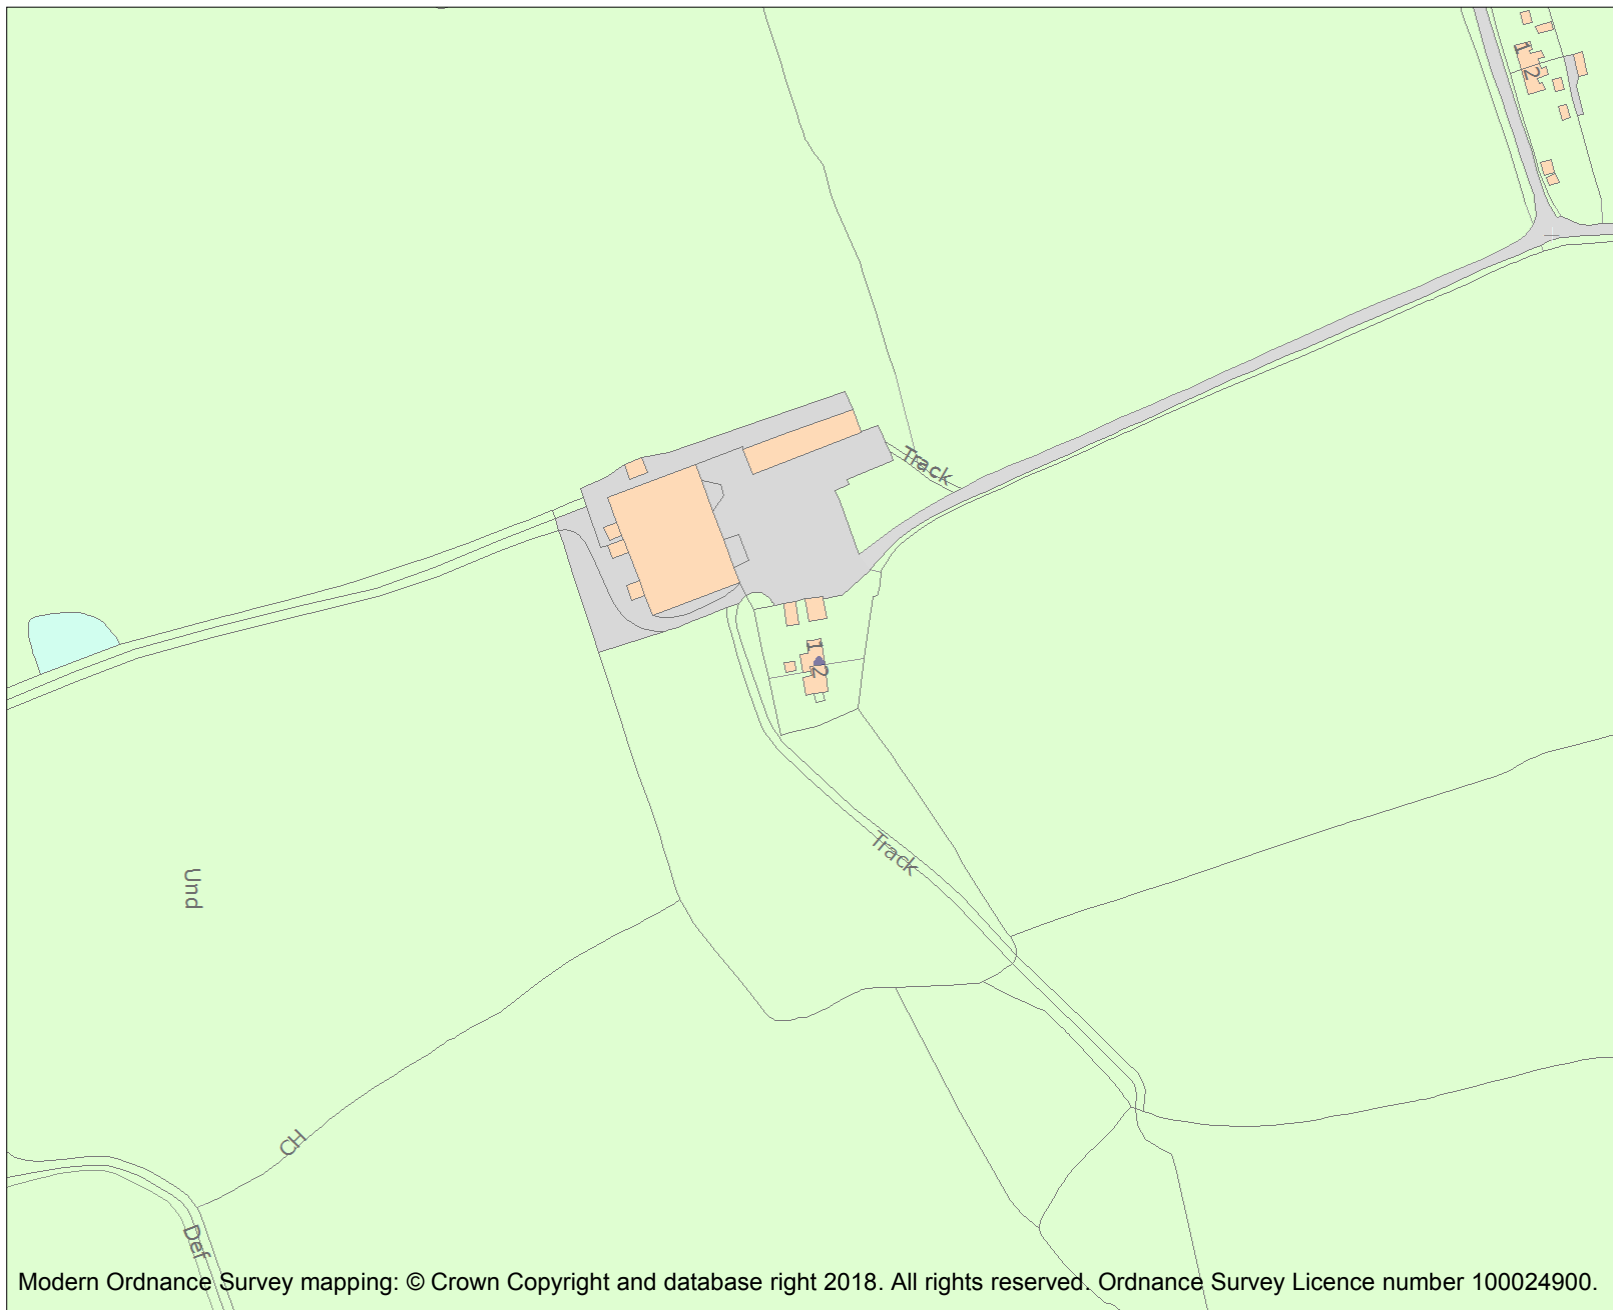 1
2
Track
1
2
Track
Und
CH
Def
Modern Ordnance Survey mapping: © Crown Copyright and database right 2018. All rights reserved. Ordnance Survey Licence number 100024900.